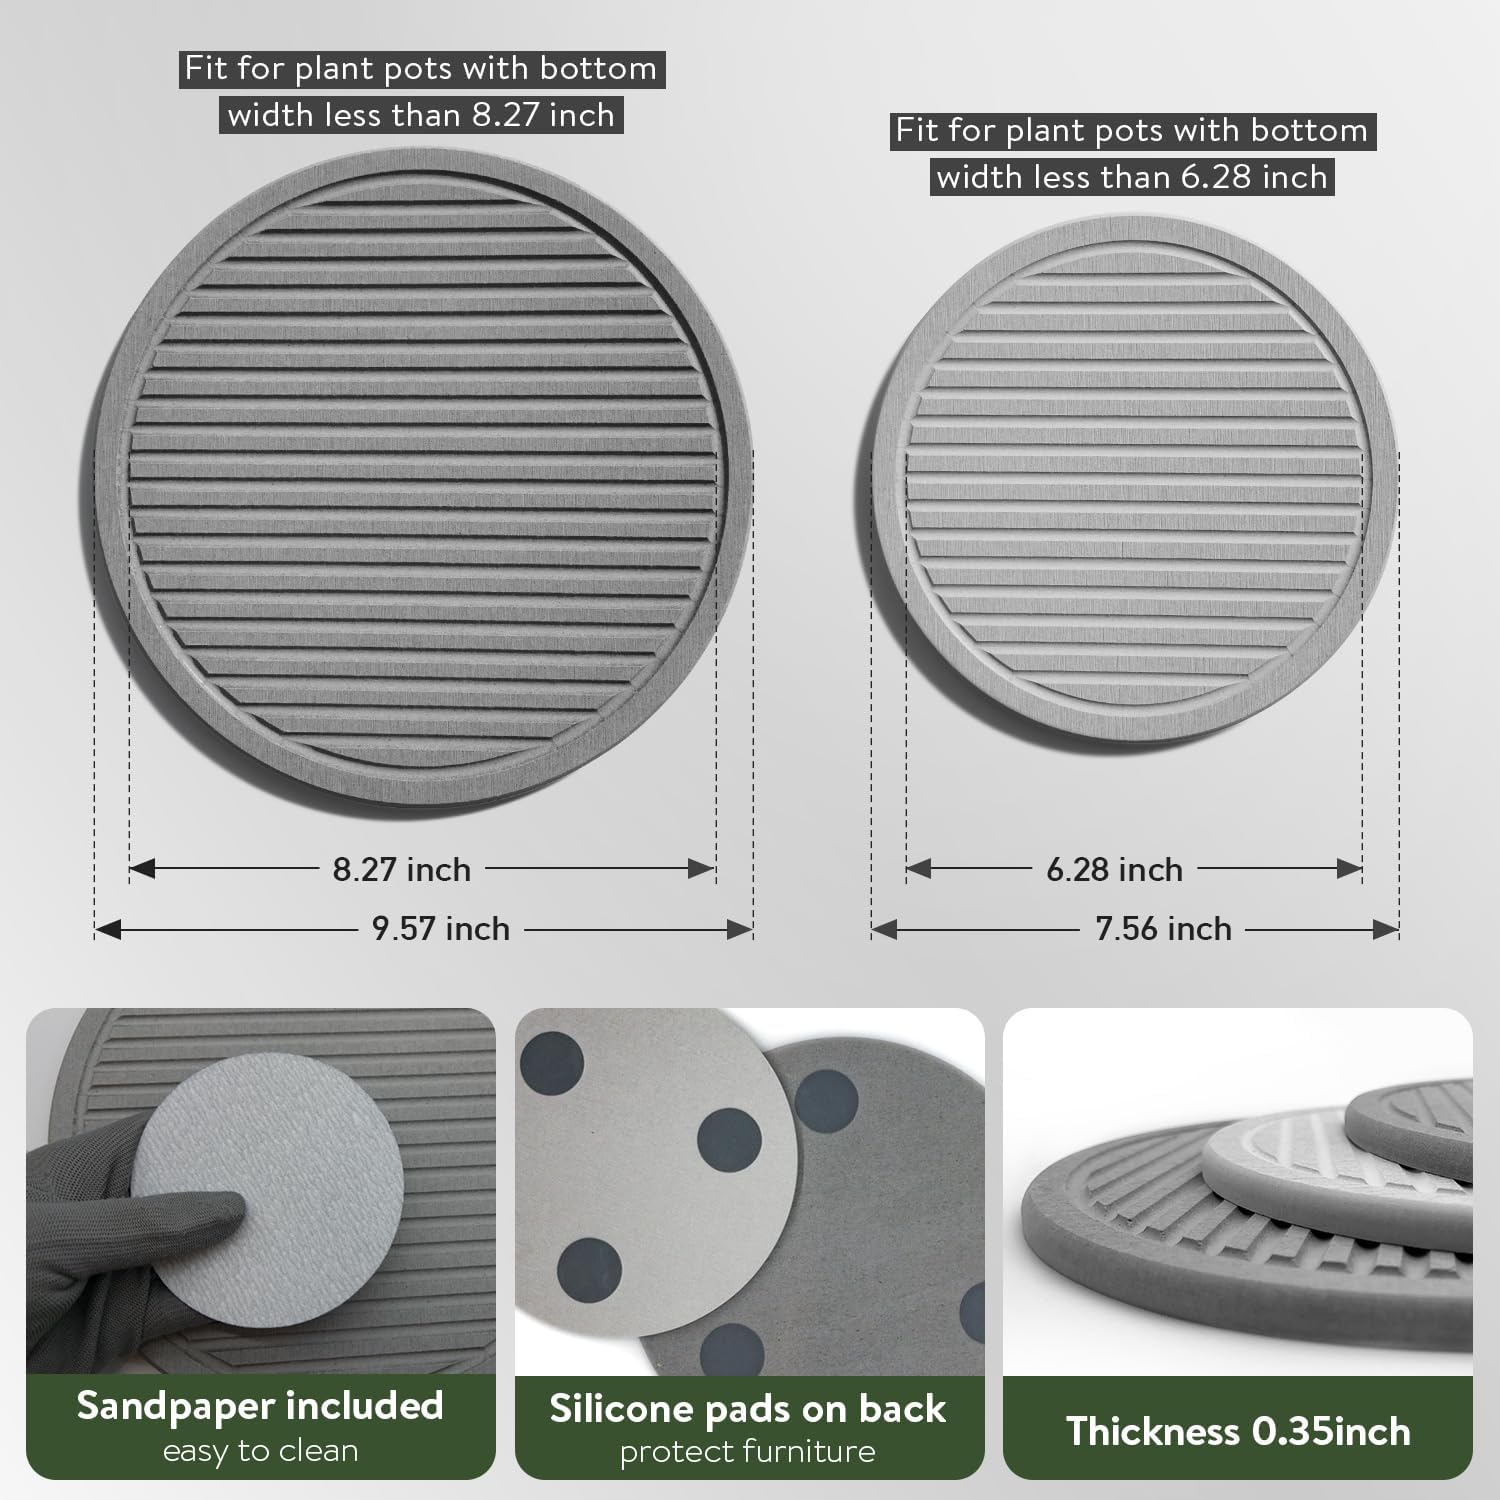 Fit for plant pots with bottom
width less than 8.27 inch
Fit for plant pots with bottom
width less than 6.28 inch
8.27 inch
9.57 inch
6.28 inch
7.56 inch
Sandpaper included
easy to clean
Silicone pads on back
protect furniture
Thickness 0.35inch